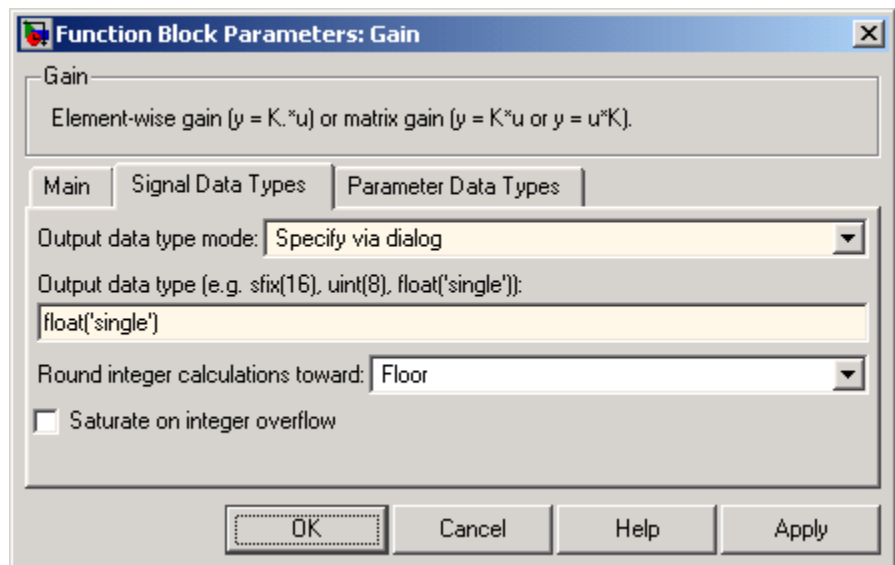 Function Block Parameters: Gain
Gain
Element-wise gain (y = K.*u) or matrix gain (y = K*u or y = u*K).
Main Signal Data Types Parameter Data Types
Output data type mode: Specify via dialog
Output data type (e.g. sfix(16), uint(8), float('single')):
float('single')
Round integer calculations toward: Floor
Saturate on integer overflow
OK Cancel Help Apply